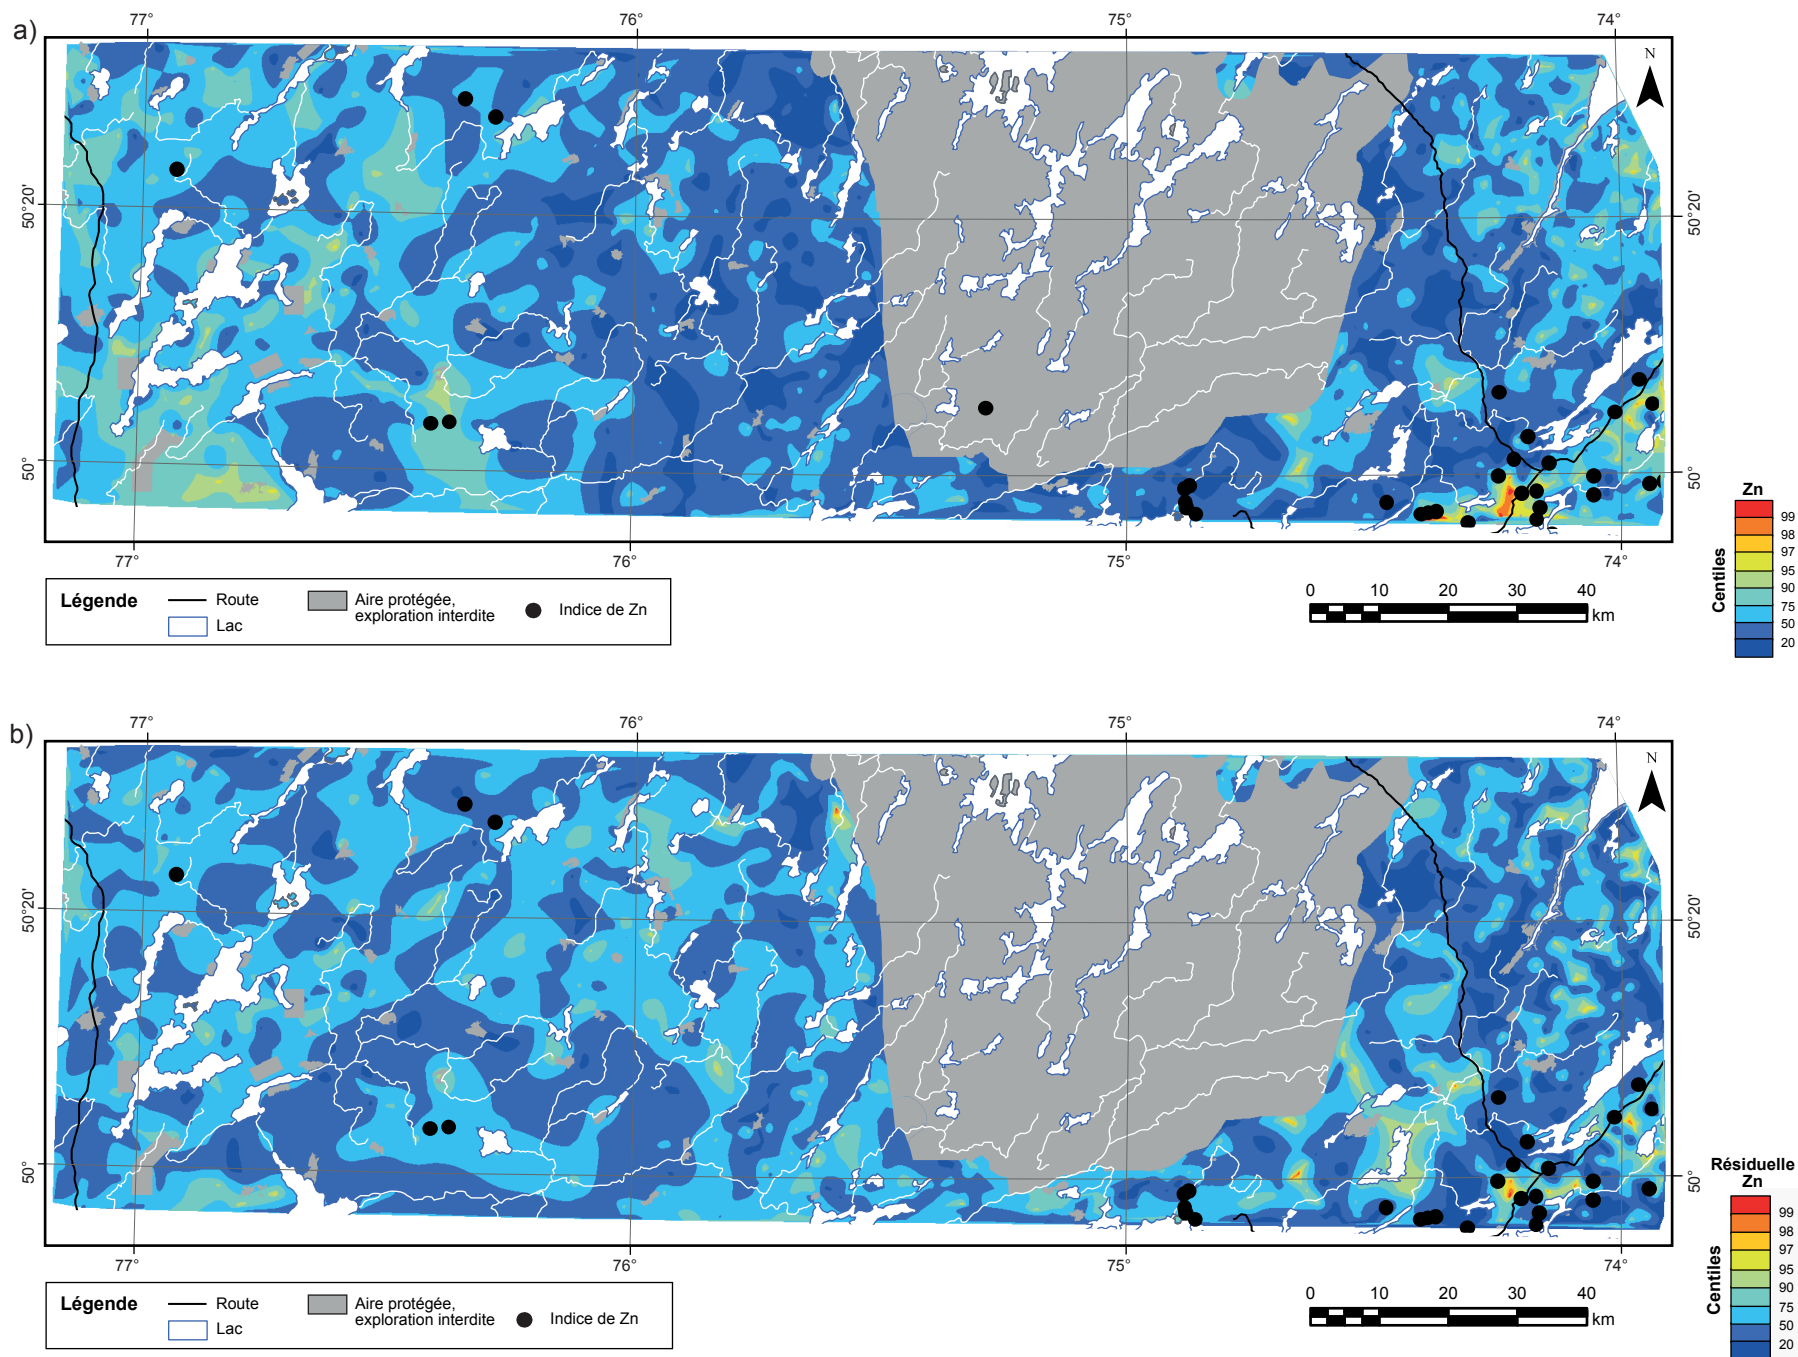 a)
77°
76°
75°
74°
N
50°20'
50°20'
50°
50°
77°
76°
75°
74°
Zn
Centiles
99
98
97
95
90
75
50
20
Légende
Route
Lac
Aire protégée,
exploration interdite
Indice de Zn
0 10 20 30 40
km
b)
77°
76°
75°
74°
N
50°20'
50°20'
50°
50°
77°
76°
75°
74°
Résiduelle
Zn
Centiles
99
98
97
95
90
75
50
20
Légende
Route
Lac
Aire protégée,
exploration interdite
Indice de Zn
0 10 20 30 40
km